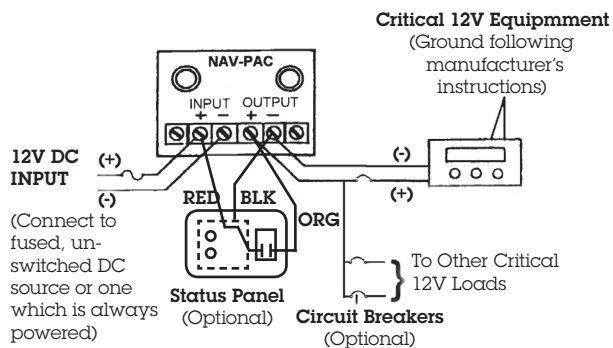 Critical 12V Equipmment
(Ground following
manufacturer's
instructions)
NAV-PAC
INPUT OUTPUT
+ − + −
12V DC
INPUT
(+)
(-)
(Connect to
fused, un-
switched DC
source or one
which is always
powered)
RED BLK
ORG
(-)
(+)
Status Panel
(Optional)
To Other Critical
12V Loads
Circuit Breakers
(Optional)